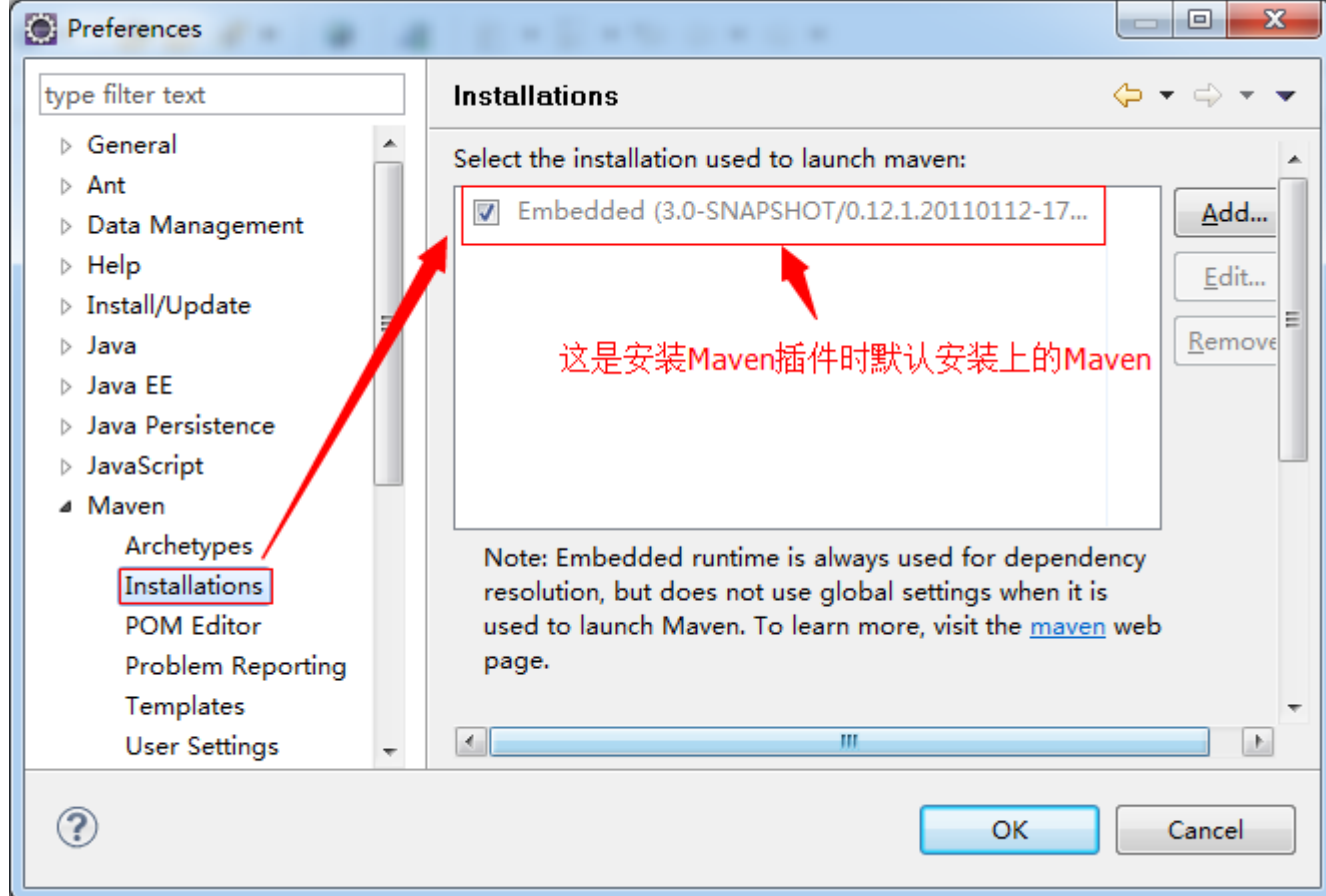 Preferences
type filter text
General
Ant
Data Management
Help
Install/Update
Java
Java EE
Java Persistence
JavaScript
Maven
Archetypes
Installations
POM Editor
Problem Reporting
Templates
User Settings
Installations
Select the installation used to launch maven:
Embedded (3.0-SNAPSHOT/0.12.1.20110112-17...
Add...
Edit...
Remove
这是安装Maven插件时默认安装上的Maven
Note: Embedded runtime is always used for dependency
resolution, but does not use global settings when it is
used to launch Maven. To learn more, visit the maven web
page.
OK
Cancel